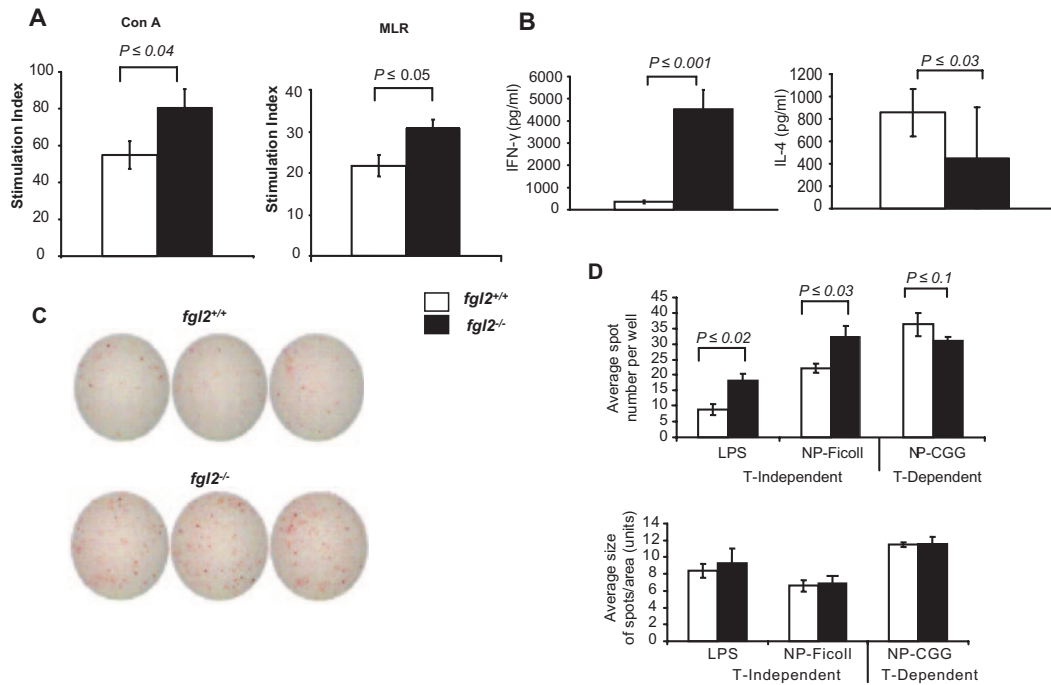 A
Con A
P ≤ 0.04
Stimulation Index
100
80
60
40
20
0
MLR
P ≤ 0.05
Stimulation Index
40
30
20
10
0
B
P ≤ 0.001
IFN-γ (pg/ml)
6000
5000
4000
3000
2000
1000
0
P ≤ 0.03
IL-4 (pg/ml)
1200
1000
800
600
400
200
0
fgl2+/+
fgl2-/-
C
fgl2+/+
fgl2-/-
D
P ≤ 0.02
P ≤ 0.03
P ≤ 0.1
Average spot
number per well
45
40
35
30
25
20
15
10
5
0
LPS NP-Ficoll NP-CGG
T-Independent T-Dependent
Average size
of spots/area (units)
14
12
10
8
6
4
2
0
LPS NP-Ficoll NP-CGG
T-Independent T-Dependent